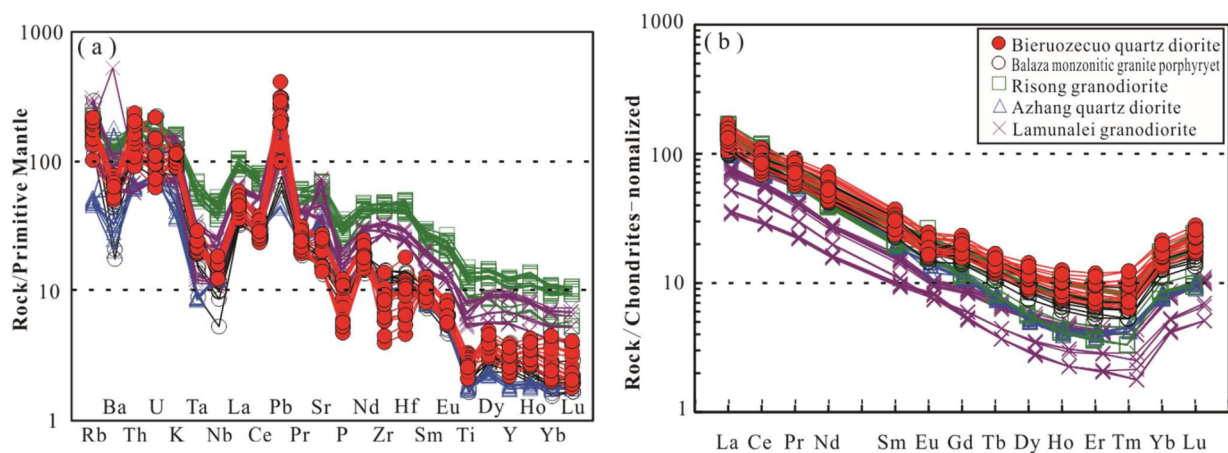 ( a )
Rock/Primitive Mantle
1000
100
10
1
Ba U Ta La Pb Sr Nd Hf Eu Dy Ho Lu
Rb Th K Nb Ce Pr P Zr Sm Ti Y Yb
( b )
Rock/Chondrites-nomalized
1000
100
10
1
Bieruozecuo quartz diorite
Balaza monzonitic granite porphyryet
Risong granodiorite
Azhang quartz diorite
Lamunalei granodiorite
La Ce Pr Nd Sm Eu Gd Tb Dy Ho Er Tm Yb Lu